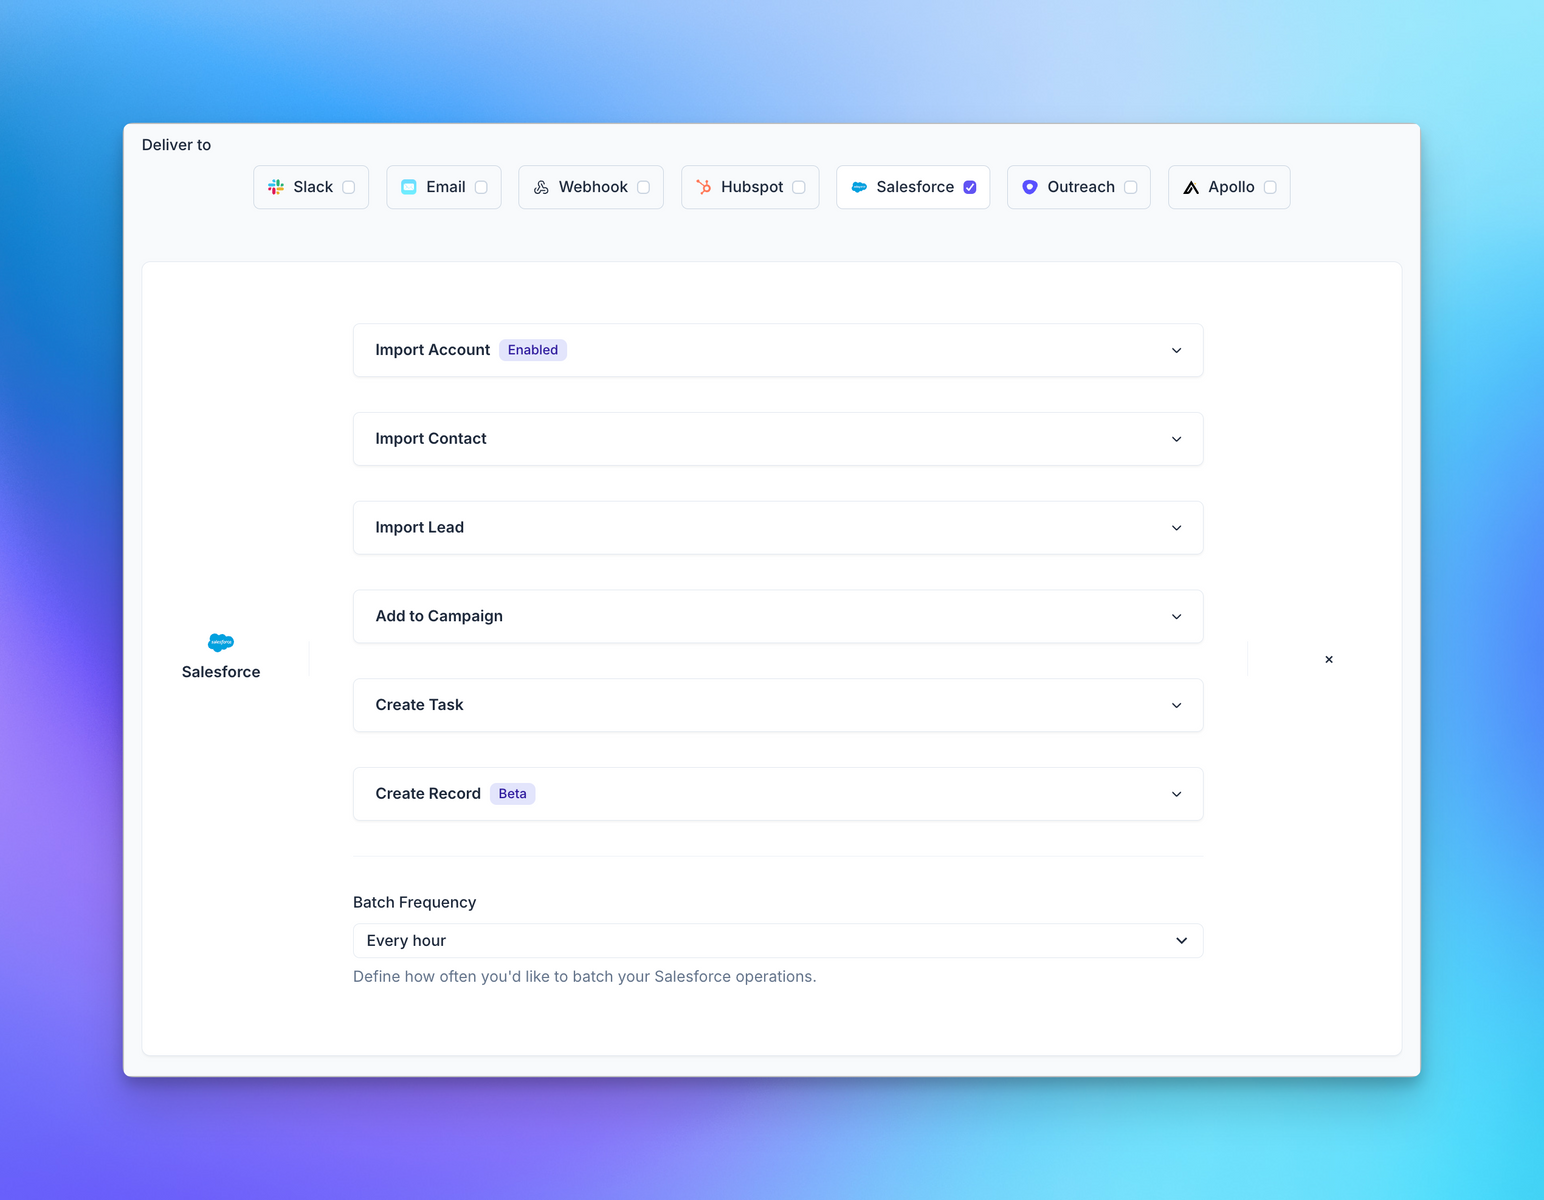 Deliver to
Slack Email Webhook Hubspot Salesforce Outreach Apollo
Import Account Enabled
Import Contact
Import Lead
Add to Campaign
salesforce
Salesforce
Create Task
Create Record Beta
Batch Frequency
Every hour
Define how often you'd like to batch your Salesforce operations.